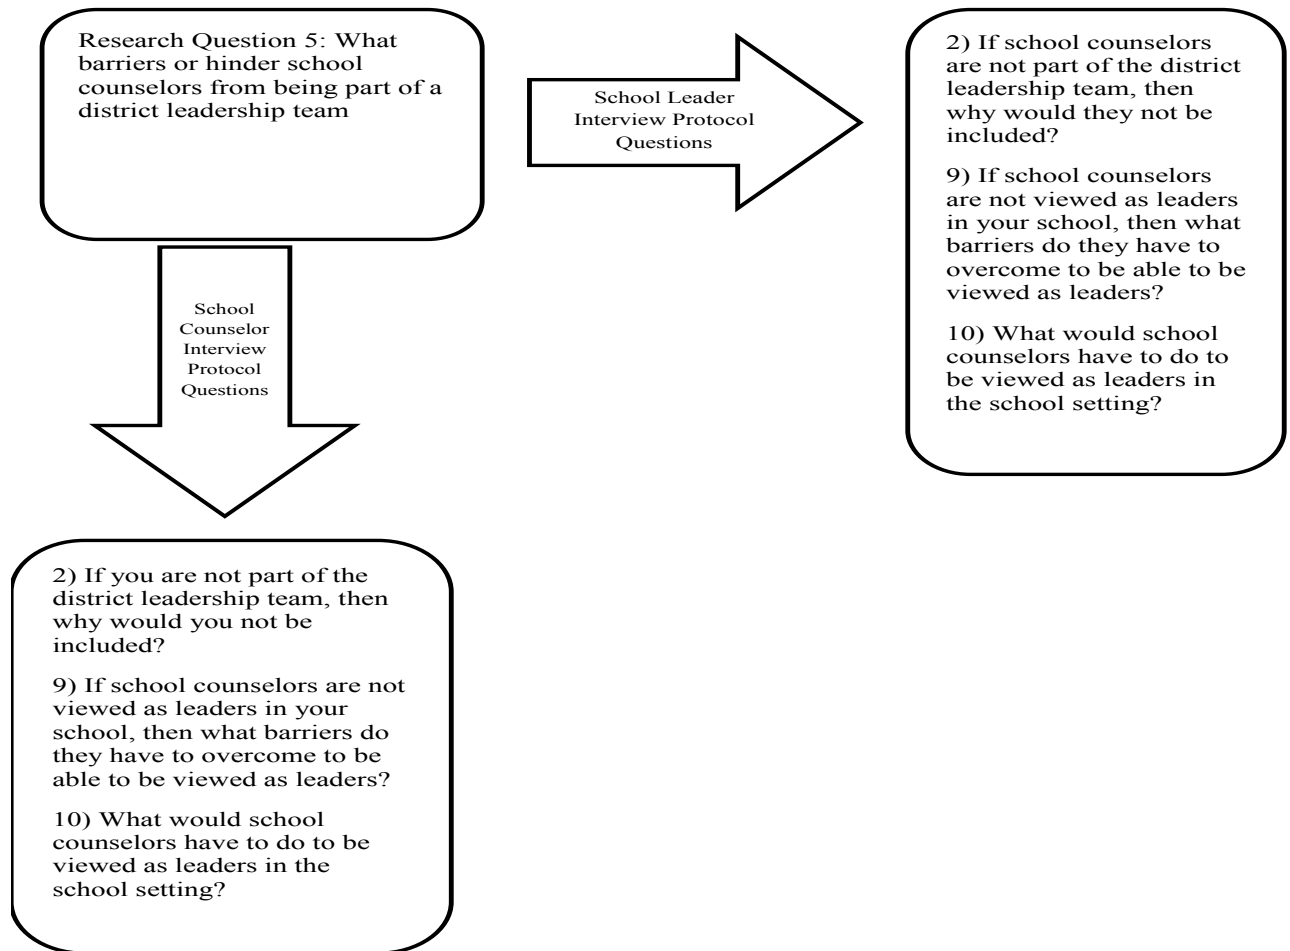 Research Question 5: What
barriers or hinder school
counselors from being part of a
district leadership team
School Leader
Interview Protocol
Questions
2) If school counselors
are not part of the district
leadership team, then
why would they not be
included?
9) If school counselors
are not viewed as leaders
in your school, then what
barriers do they have to
overcome to be able to be
viewed as leaders?
10) What would school
counselors have to do to
be viewed as leaders in
the school setting?
School
Counselor
Interview
Protocol
Questions
2) If you are not part of the
district leadership team, then
why would you not be
included?
9) If school counselors are not
viewed as leaders in your
school, then what barriers do
they have to overcome to be
able to be viewed as leaders?
10) What would school
counselors have to do to be
viewed as leaders in the
school setting?